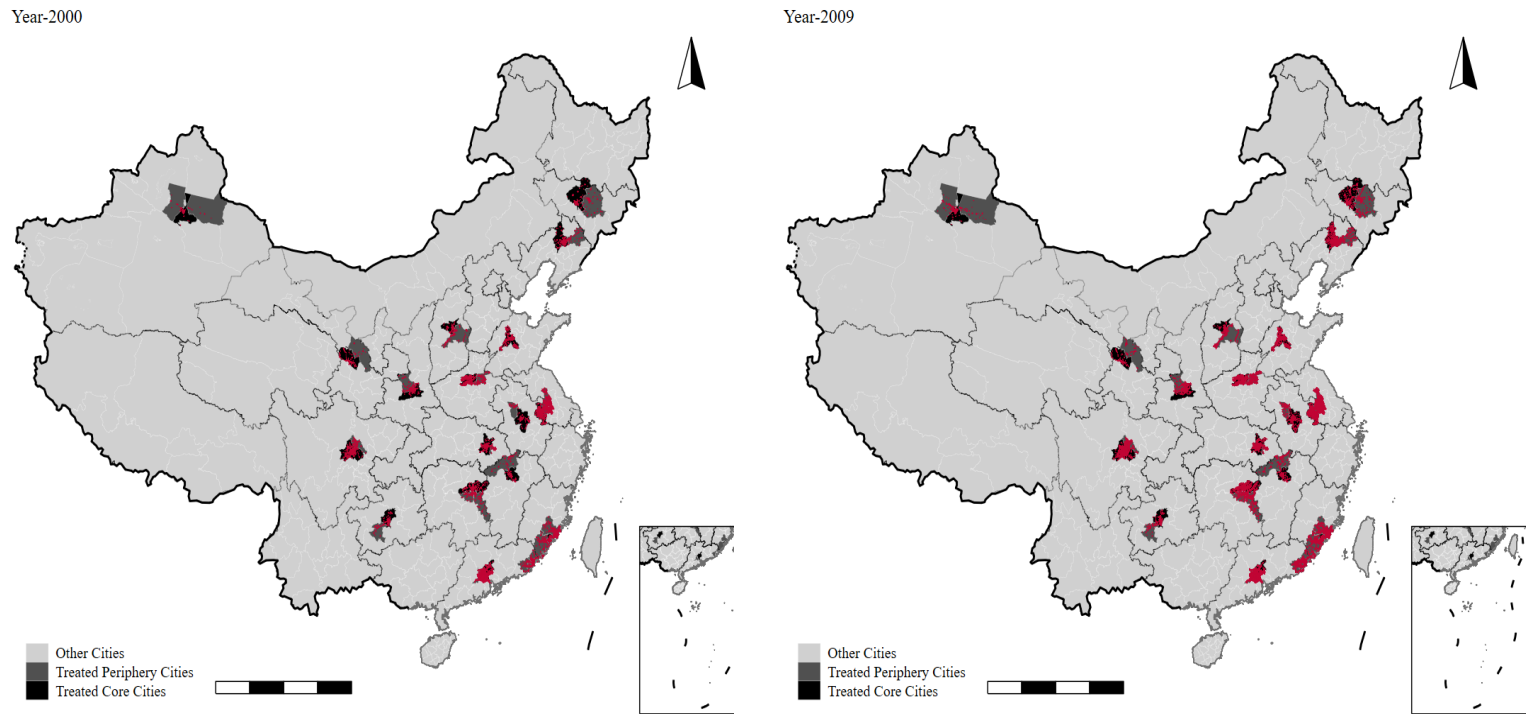 Year-2000
Year-2009
Other Cities
Treated Periphery Cities
Treated Core Cities
Other Cities
Treated Periphery Cities
Treated Core Cities